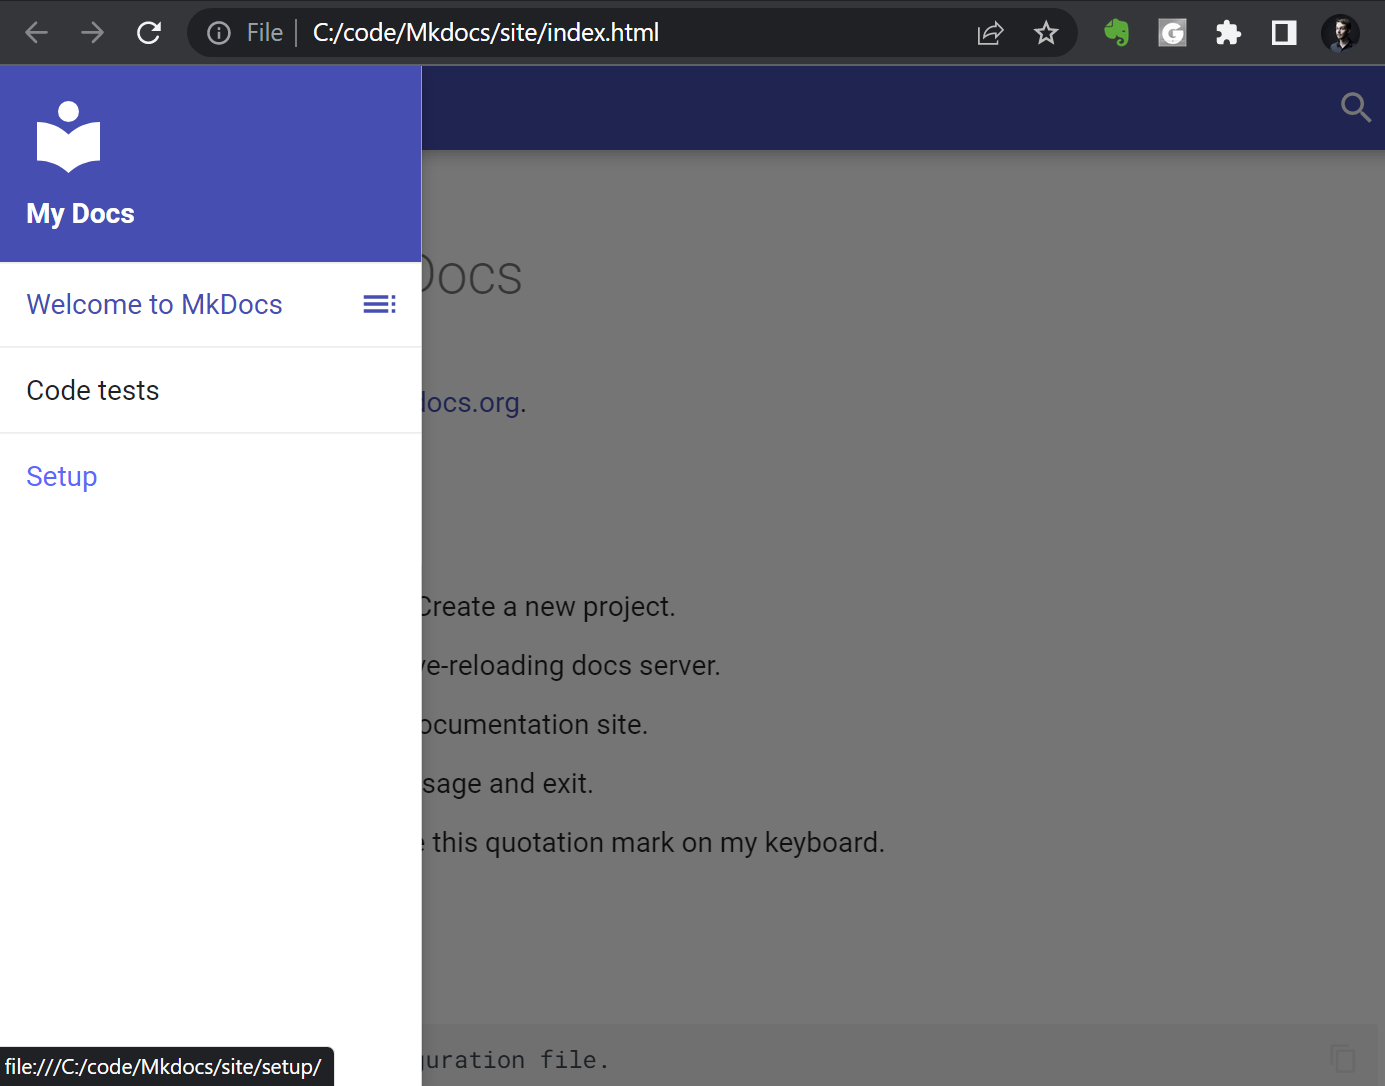 File C:/code/Mkdocs/site/index.html
My Docs
Welcome to MkDocs
Code tests
Setup
Docs
docs.org.
Create a new project.
ve-reloading docs server.
ocumentation site.
sage and exit.
e this quotation mark on my keyboard.
guration file.
file:///C:/code/Mkdocs/site/setup/